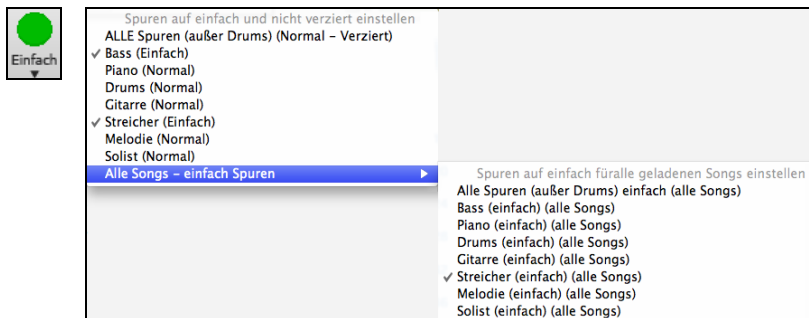 Einfach
Spuren auf einfach und nicht verziert einstellen
ALLE Spuren (außer Drums) (Normal – Verziert)
✓ Bass (Einfach)
Piano (Normal)
Drums (Normal)
Gitarre (Normal)
✓ Streicher (Einfach)
Melodie (Normal)
Solist (Normal)
Alle Songs – einfach Spuren
Spuren auf einfach füralle geladenen Songs einstellen
Alle Spuren (außer Drums) einfach (alle Songs)
Bass (einfach) (alle Songs)
Piano (einfach) (alle Songs)
Drums (einfach) (alle Songs)
Gitarre (einfach) (alle Songs)
✓ Streicher (einfach) (alle Songs)
Melodie (einfach) (alle Songs)
Solist (einfach) (alle Songs)